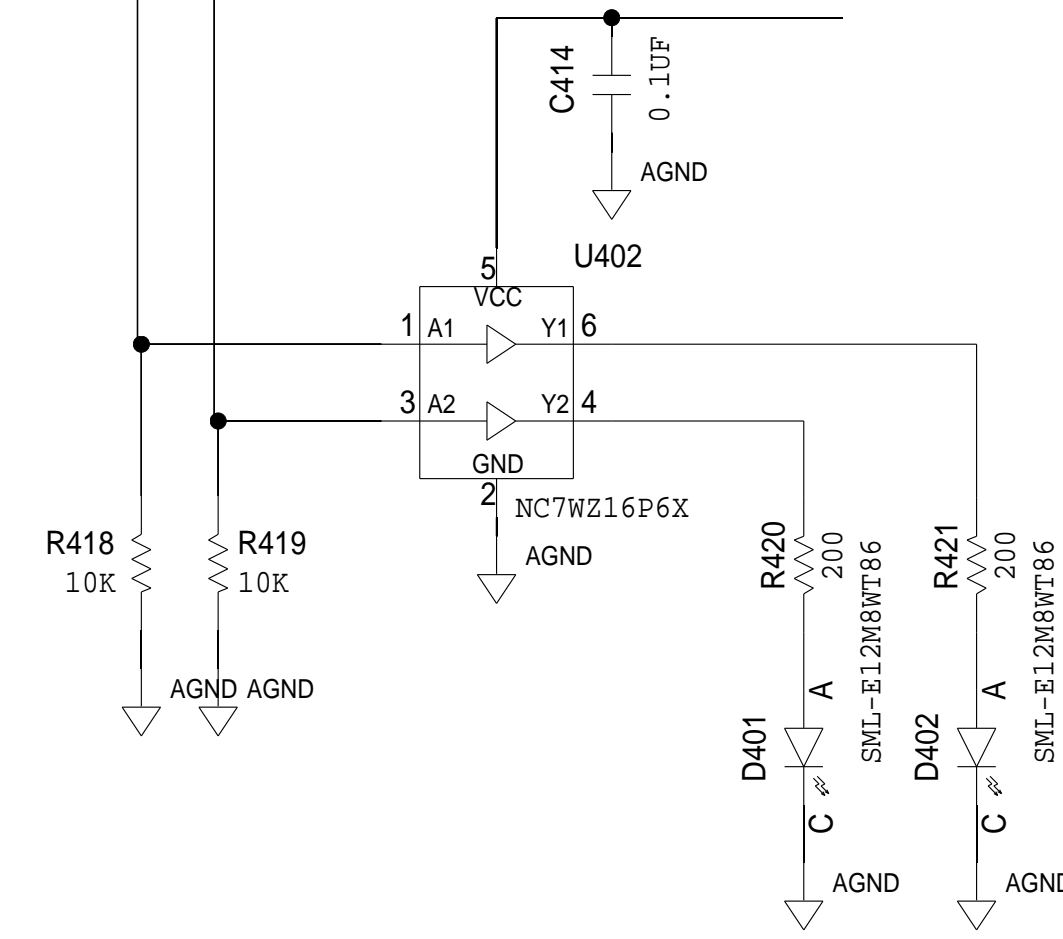 C414
0.1UF
AGND
U402
5
VCC
1 A1 Y1 6
3 A2 Y2 4
GND
2
NC7WZ16P6X
AGND
R418
10K
R419
10K
AGND AGND
R420
200
SML-E12M8WT86
R421
200
SML-E12M8WT86
A
D401
C
A
D402
C
AGND
AGND